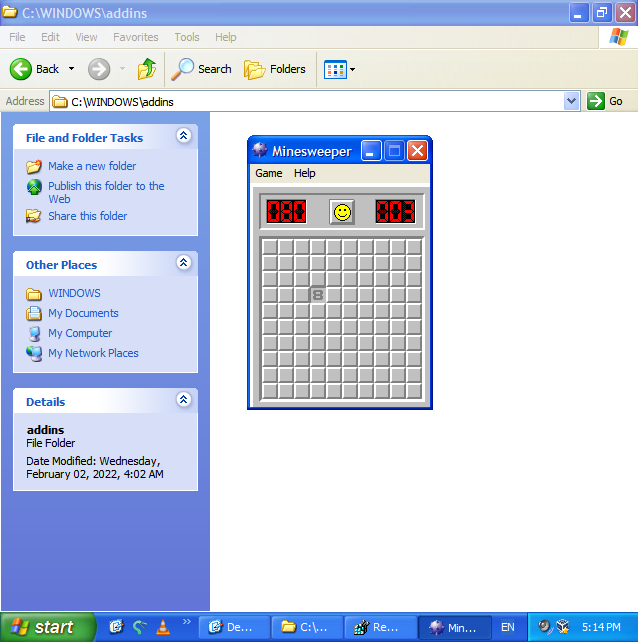 C:\WINDOWS\addins
File Edit View Favorites Tools Help
Back Search Folders
Address C:\WINDOWS\addins Go
File and Folder Tasks
Make a new folder
Publish this folder to the
Web
Share this folder
Other Places
WINDOWS
My Documents
My Computer
My Network Places
Details
addins
File Folder
Date Modified: Wednesday,
February 02, 2022, 4:02 AM
Minesweeper
Game Help
080 003
8
start De... C:\... Re... Min... EN 5:14 PM